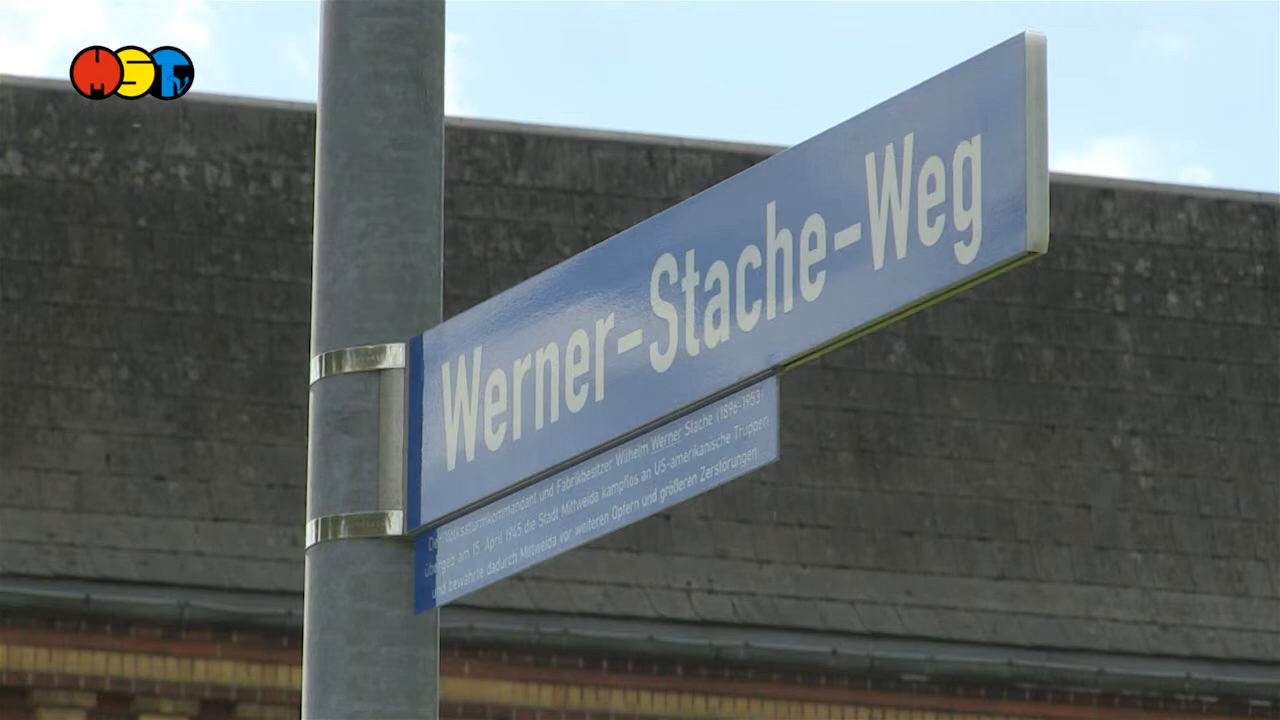 MSTtv
Werner-Stache-Weg
Der Volkssturmkommandant und Fabrikbesitzer Wilhelm Werner Stache (1896-1953)
übergab am 15. April 1945 die Stadt Mittweida kampflos an US-amerikanische Truppen
und bewahrte dadurch Mittweida vor weiteren Opfern und größeren Zerstörungen